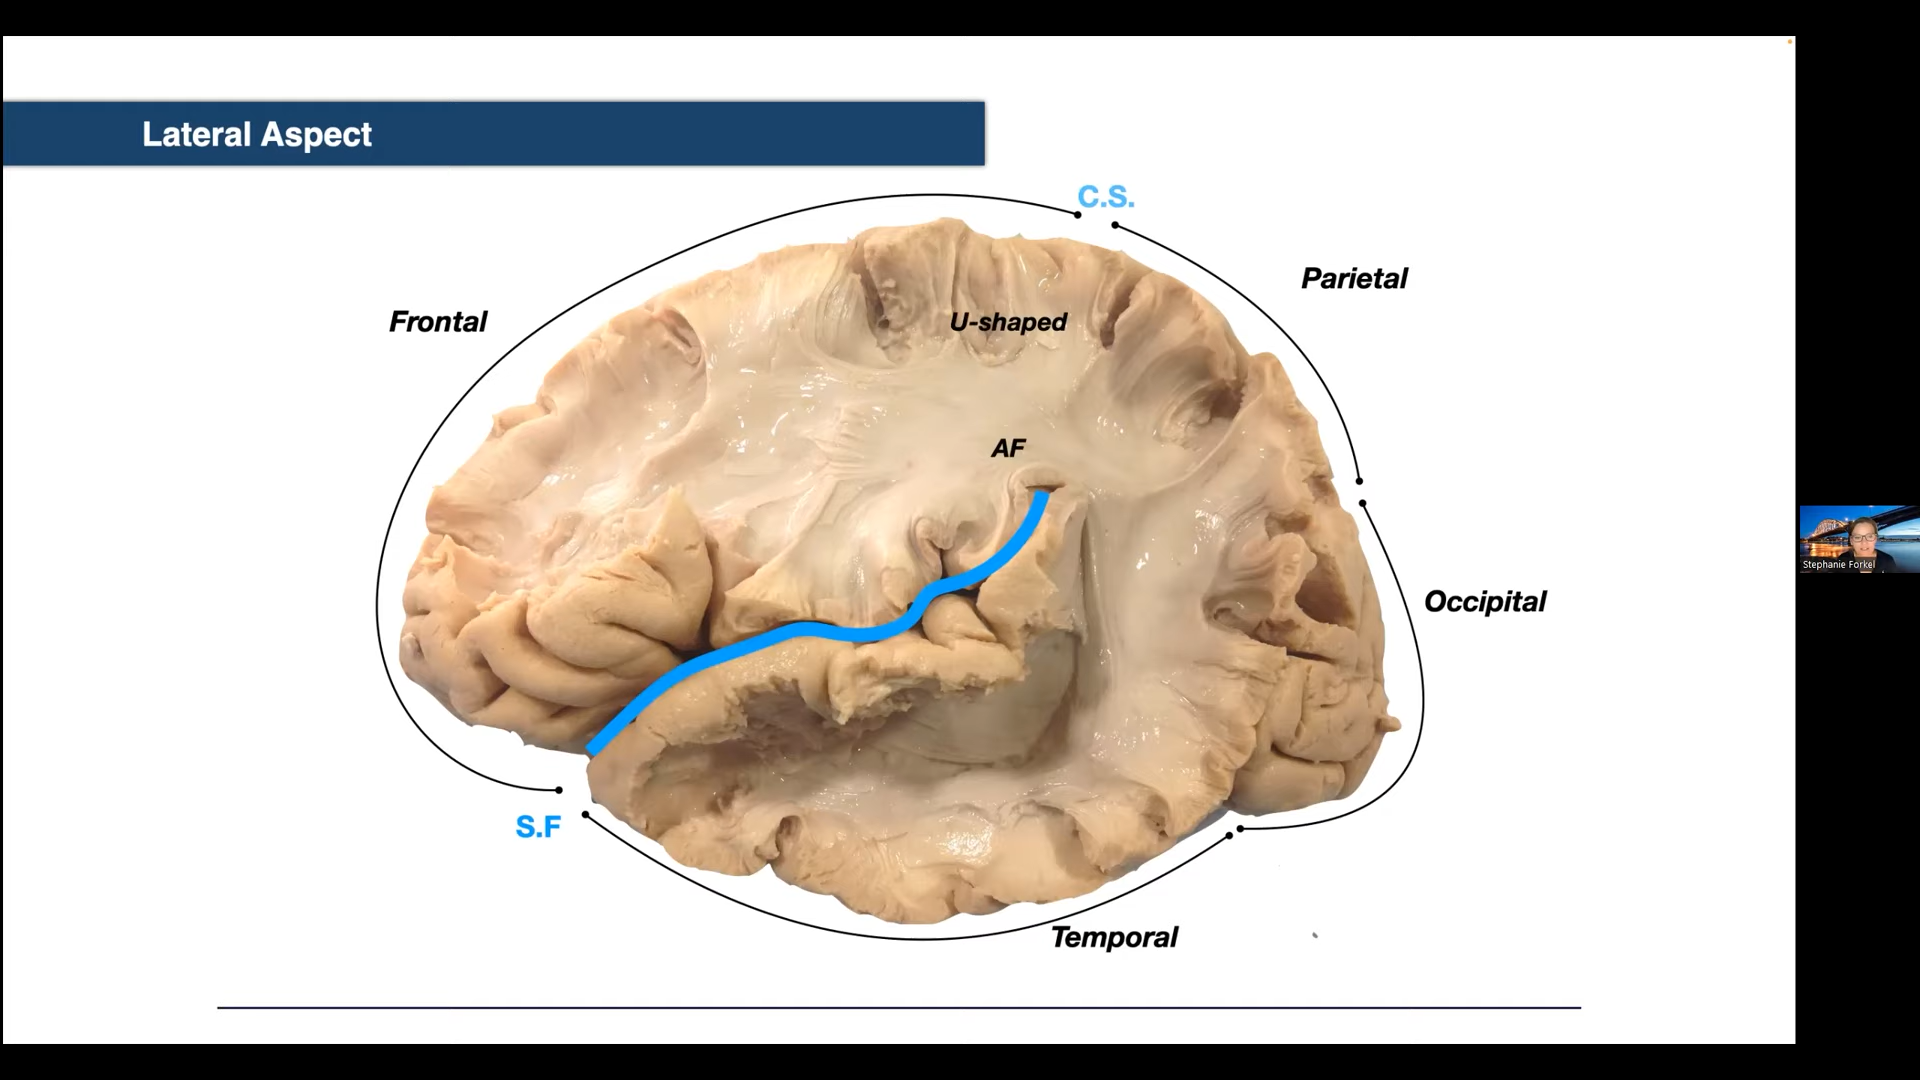 Lateral Aspect
C.S.
Parietal
Frontal
U-shaped
AF
Stephanie Forkel
Occipital
S.F
Temporal